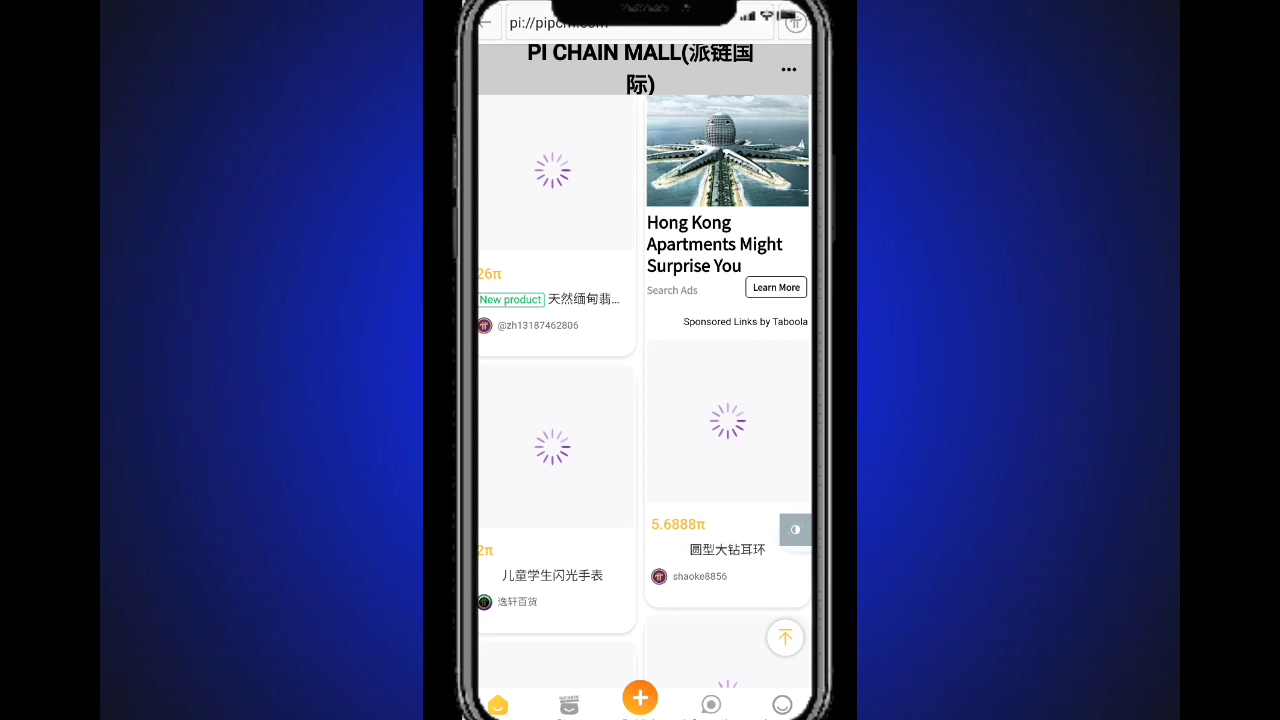 pi://pipcm.com
PI CHAIN MALL(派链国
际)
26π
New product 天然缅甸翡...
@zh13187462806
2π
儿童学生闪光手表
逸轩百货
Hong Kong
Apartments Might
Surprise You
Search Ads
Learn More
Sponsored Links by Taboola
5.6888π
圆型大钻耳环
shaoke8856